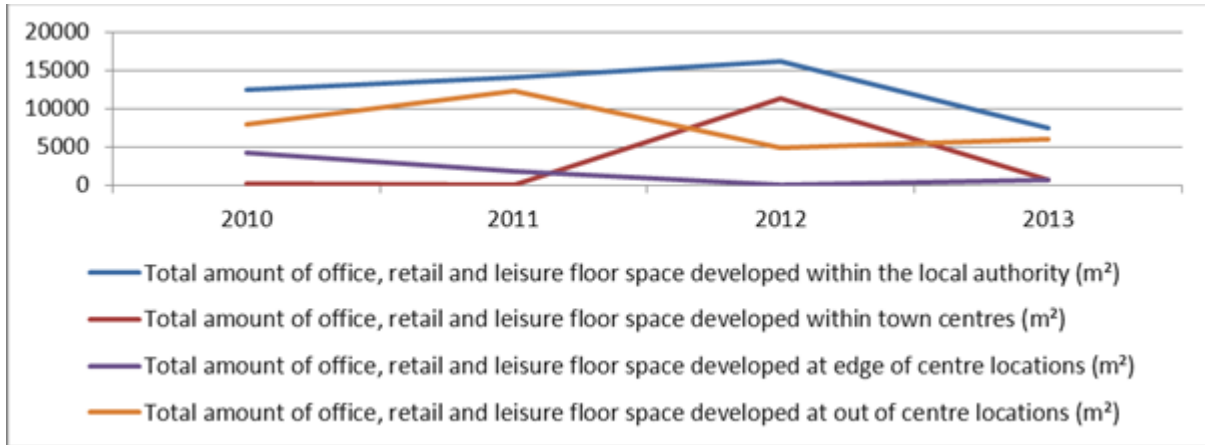 20000
15000
10000
5000
0
2010 2011 2012 2013
Total amount of office, retail and leisure floor space developed within the local authority (m²)
Total amount of office, retail and leisure floor space developed within town centres (m²)
Total amount of office, retail and leisure floor space developed at edge of centre locations (m²)
Total amount of office, retail and leisure floor space developed at out of centre locations (m²)